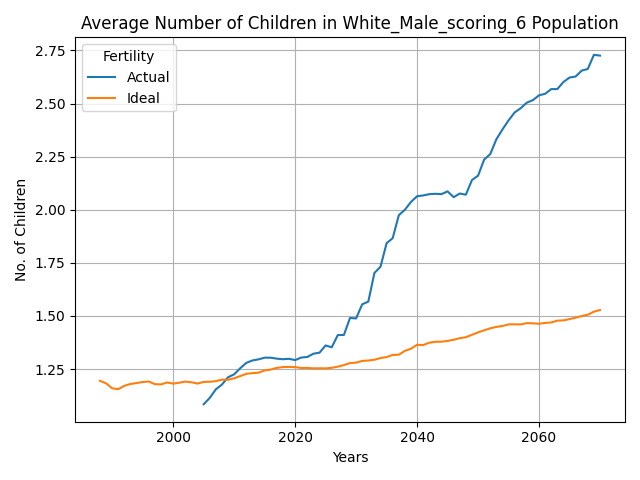 Average Number of Children in White_Male_scoring_6 Population
Fertility
Actual
Ideal
No. of Children
2.75
2.50
2.25
2.00
1.75
1.50
1.25
2000
2020
2040
2060
Years